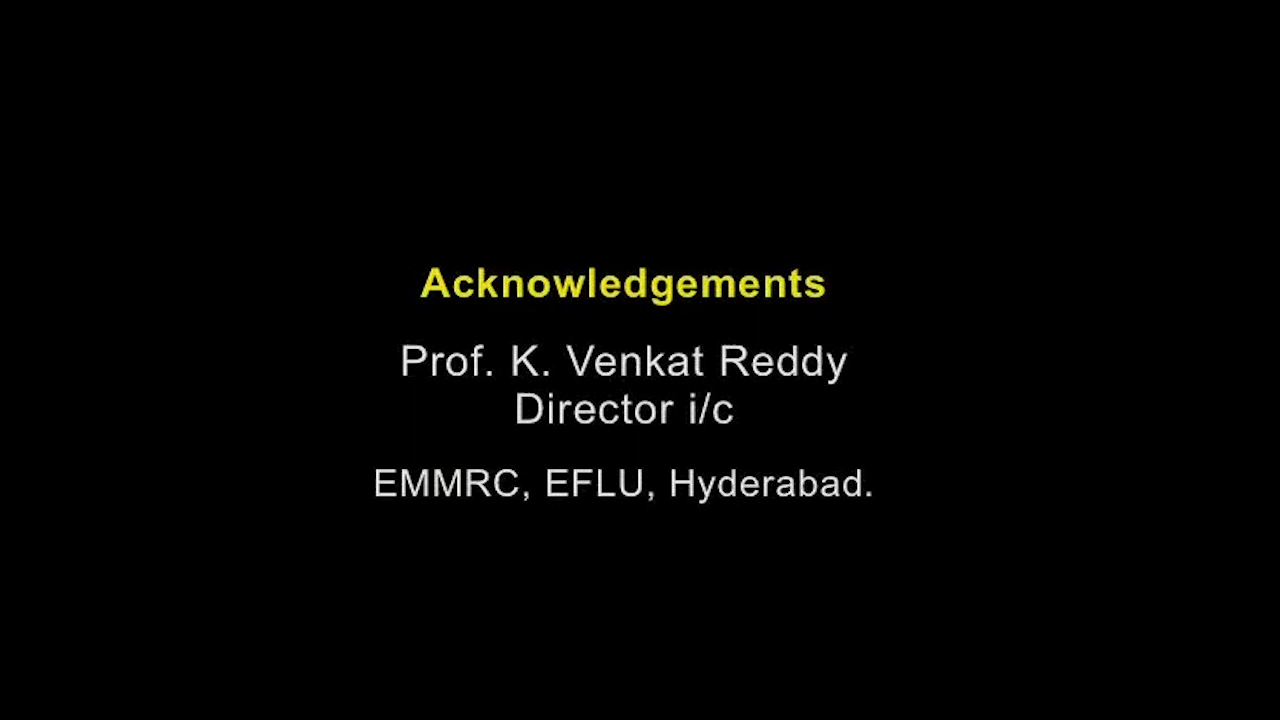 Acknowledgements
Prof. K. Venkat Reddy
Director i/c
EMMRC, EFLU, Hyderabad.